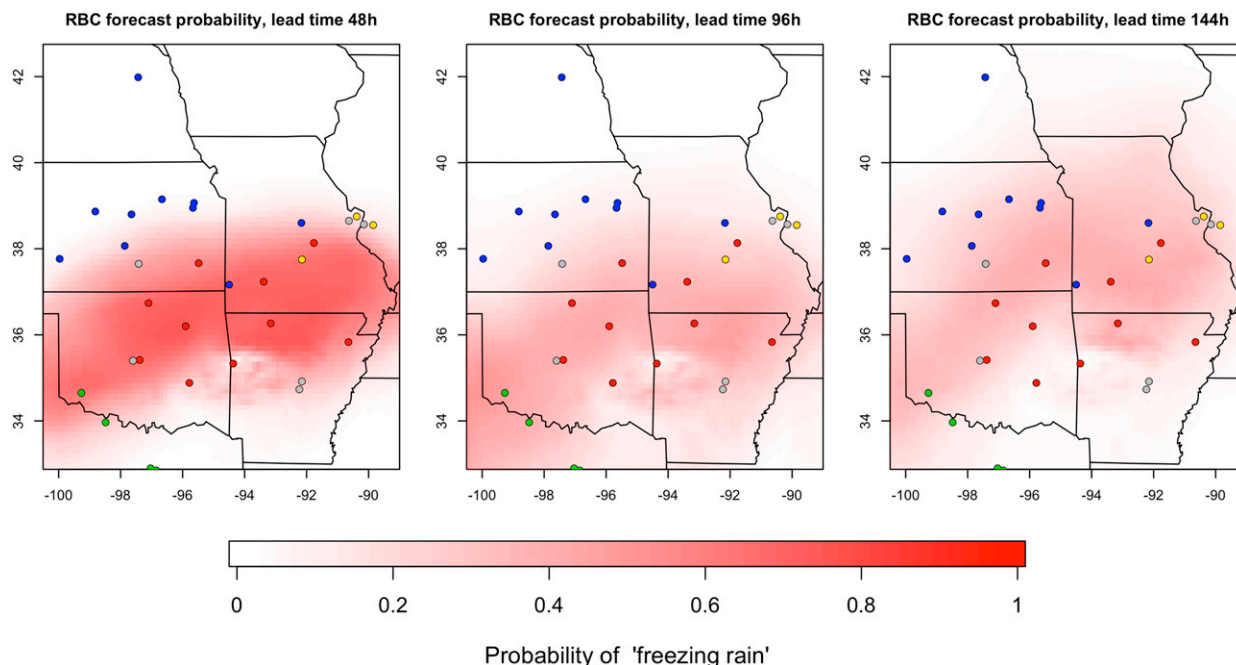 RBC forecast probability, lead time 48h
RBC forecast probability, lead time 96h
RBC forecast probability, lead time 144h
42
40
38
36
34
-100 -98 -96 -94 -92 -90
42
40
38
36
34
-100 -98 -96 -94 -92 -90
42
40
38
36
34
-100 -98 -96 -94 -92 -90
0 0.2 0.4 0.6 0.8 1
Probability of 'freezing rain'